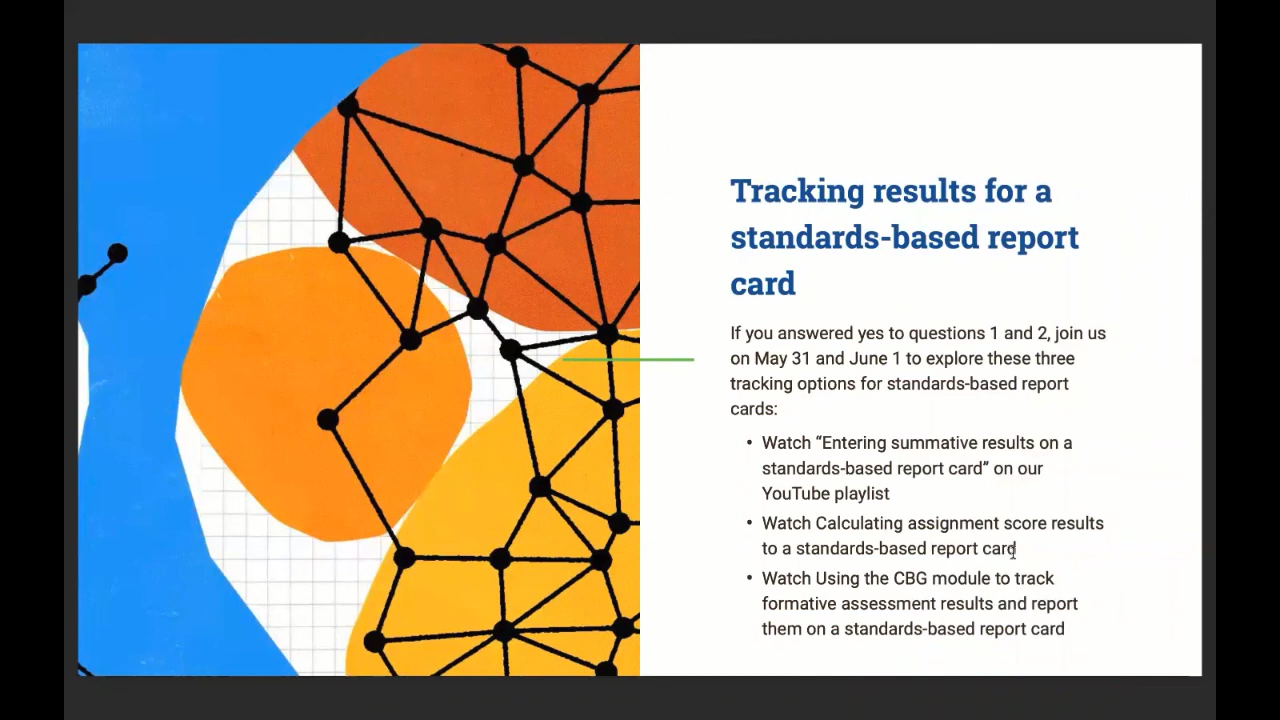 Tracking results for a
standards-based report
card
If you answered yes to questions 1 and 2, join us
on May 31 and June 1 to explore these three
tracking options for standards-based report
cards:
• Watch “Entering summative results on a
standards-based report card” on our
YouTube playlist
• Watch Calculating assignment score results
to a standards-based report card
• Watch Using the CBG module to track
formative assessment results and report
them on a standards-based report card